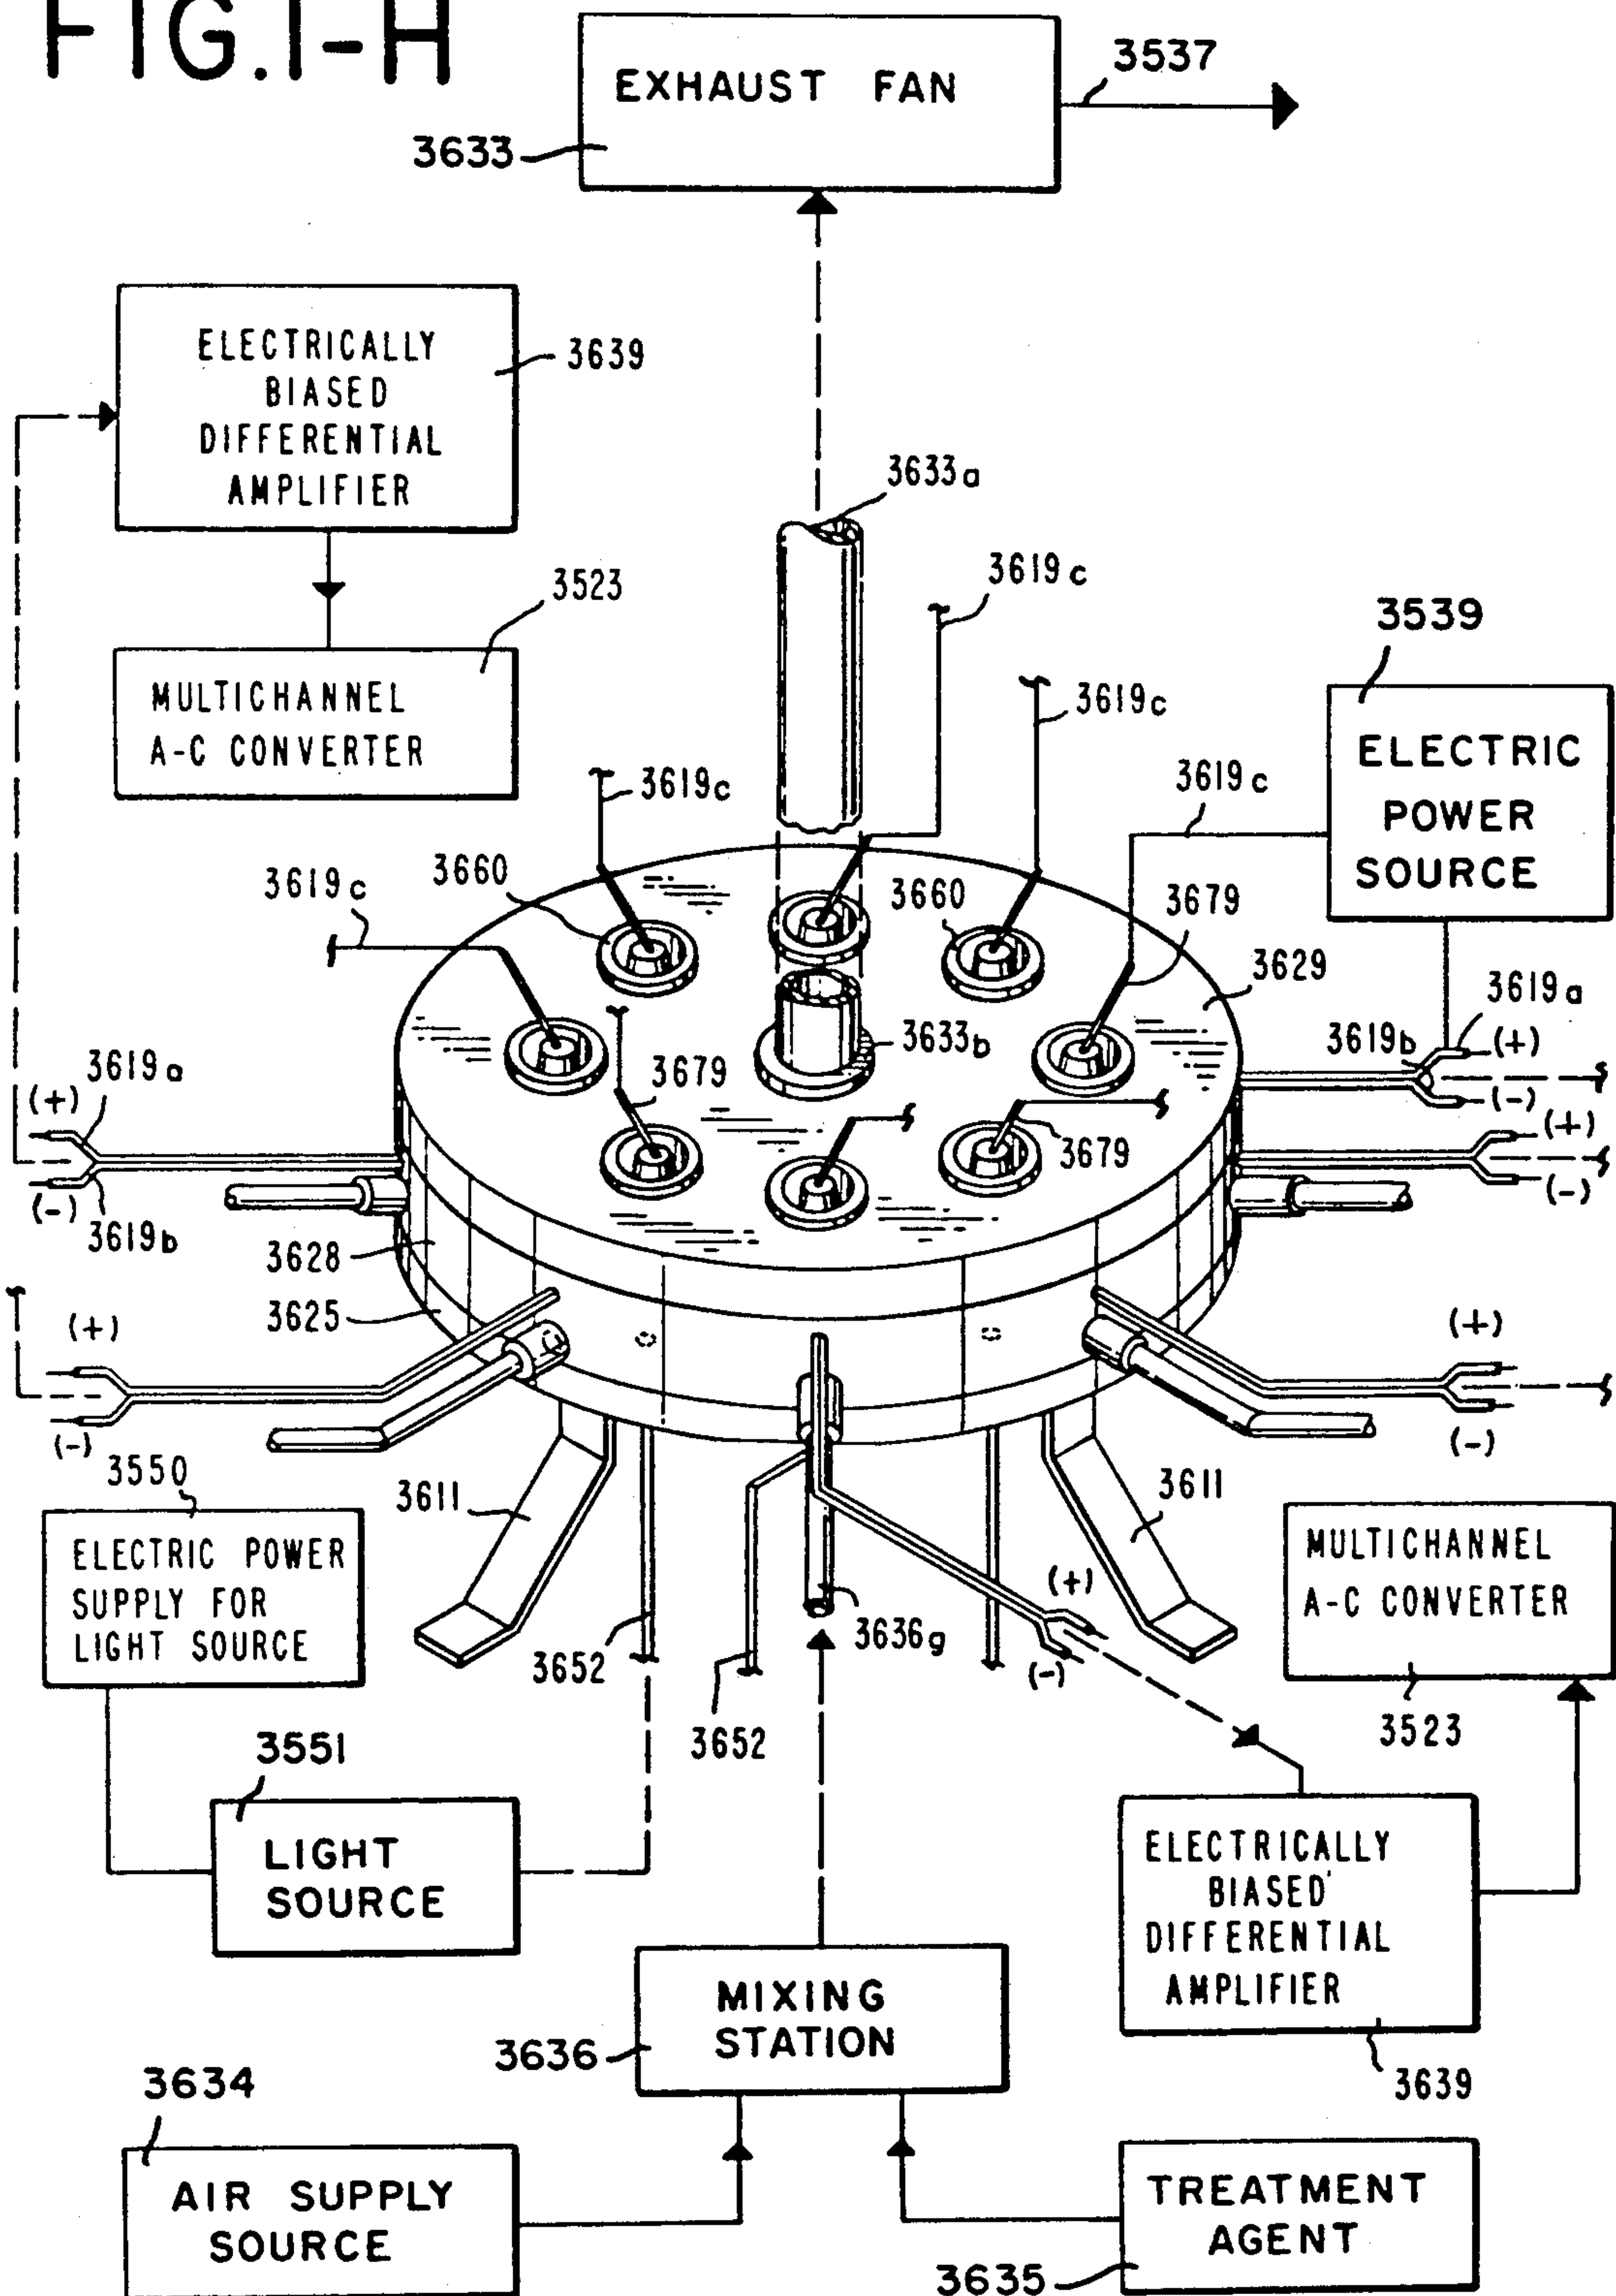 FIG.1-H
EXHAUST FAN
3537
3633
ELECTRICALLY
BIASED
DIFFERENTIAL
AMPLIFIER
3639
3633a
3619c
3523
MULTICHANNEL
A-C CONVERTER
3539
ELECTRIC
POWER
SOURCE
3619c
3619c
3619c
3660
3619c
3660
3679
3629
3619a
3619b
(+)
(-)
3633b
3619a
(+)
3679
(+)
(-)
3679
(-)
3619b
3628
3625
(+)
(-)
(+)
(-)
3550
ELECTRIC POWER
SUPPLY FOR
LIGHT SOURCE
3611
3611
MULTICHANNEL
A-C CONVERTER
(+)
(-)
3636g
3652
3652
3523
3551
LIGHT
SOURCE
ELECTRICALLY
BIASED
DIFFERENTIAL
AMPLIFIER
MIXING
STATION
3636
3639
3634
AIR SUPPLY
SOURCE
TREATMENT
AGENT
3635